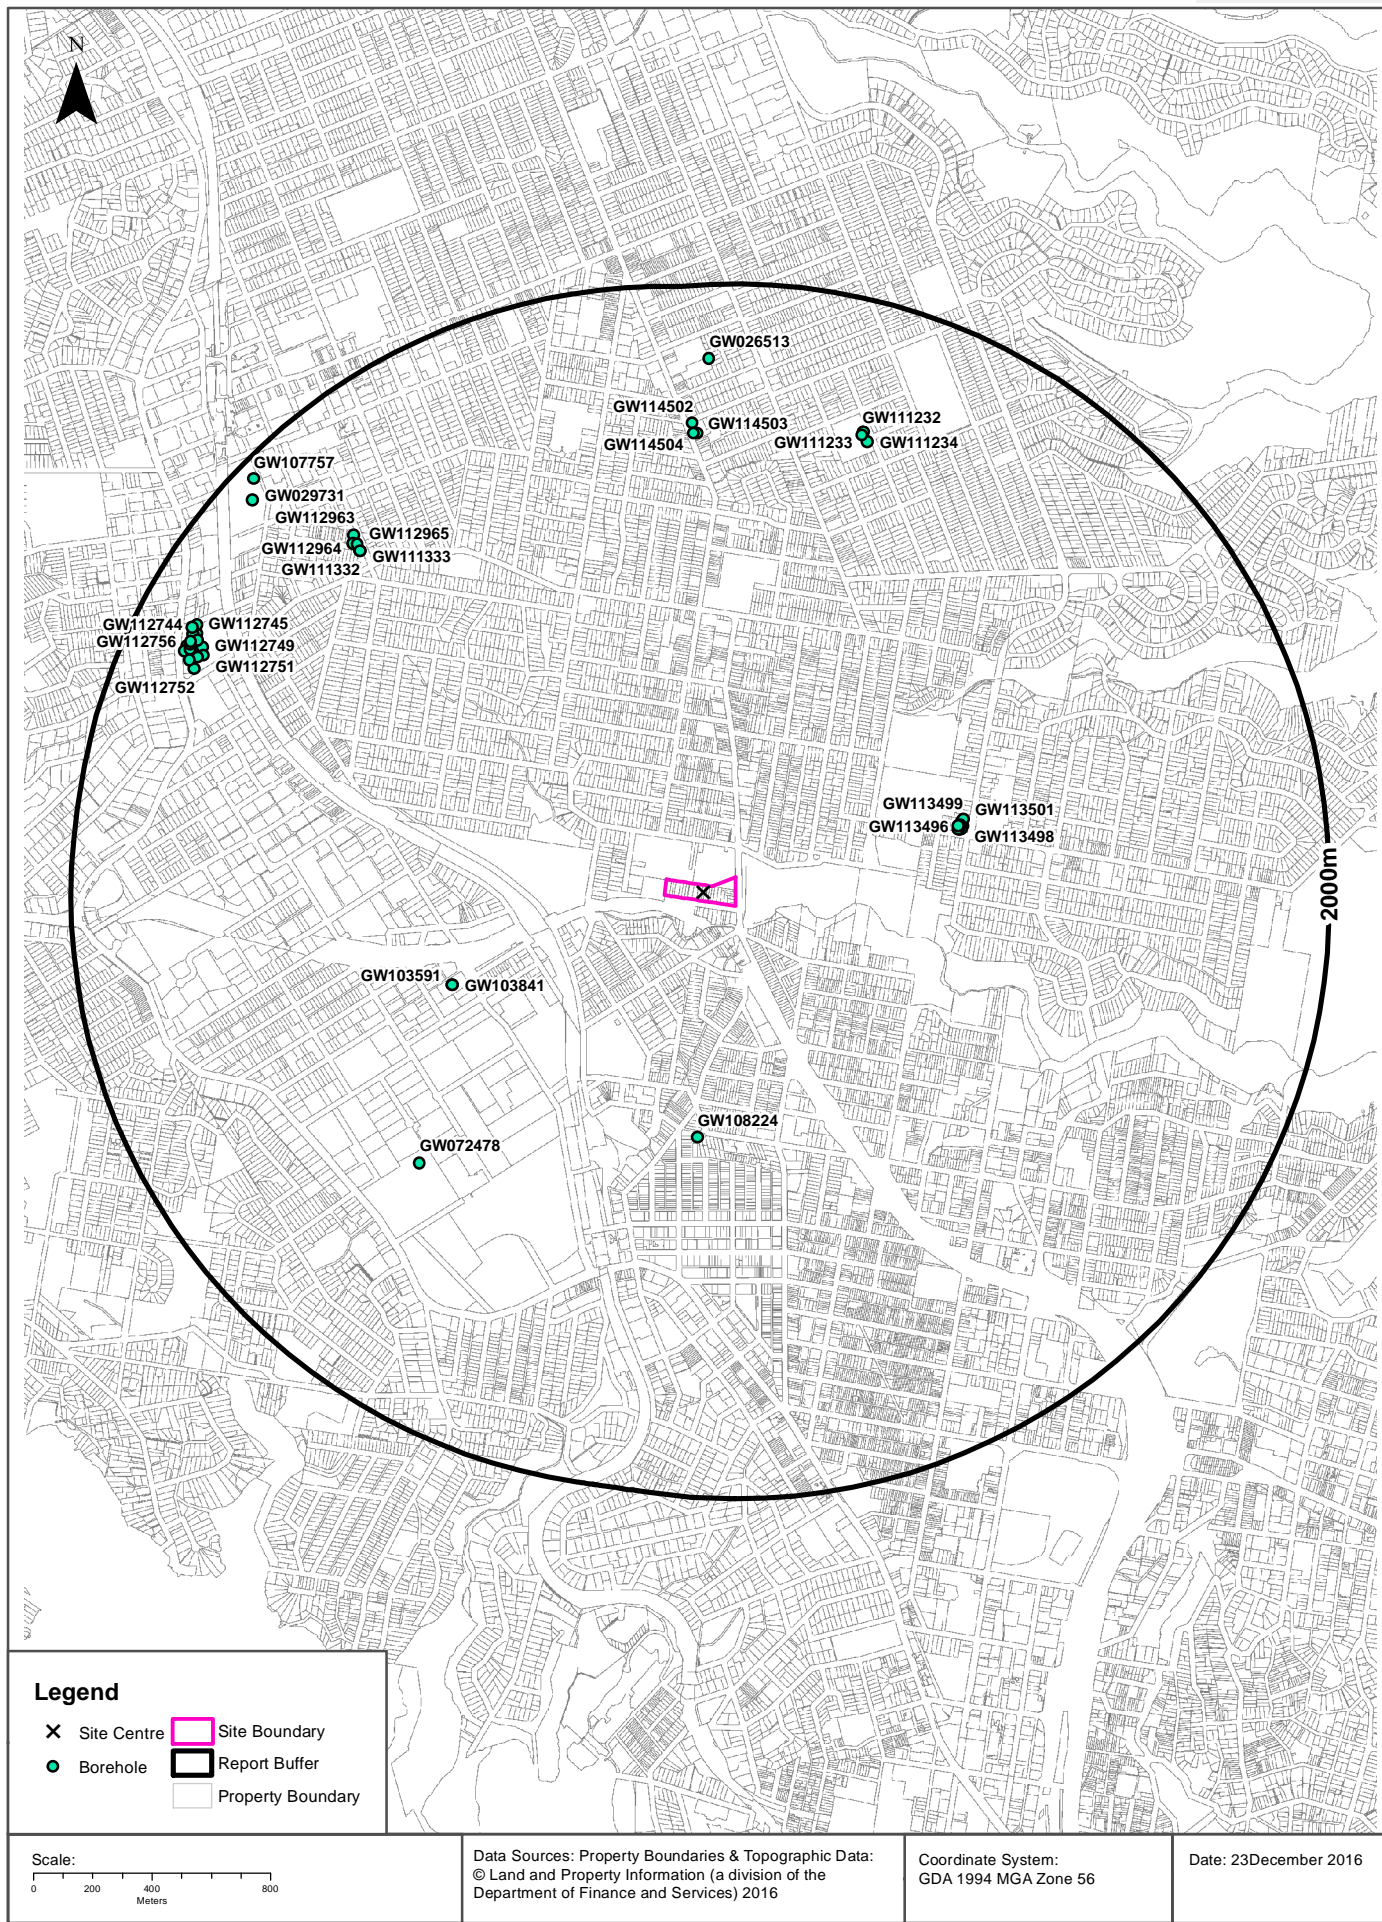 N
GW026513
GW114502
GW114503
GW114504
GW111232
GW111233
GW111234
GW107757
GW029731
GW112963
GW112965
GW112964
GW111333
GW111332
GW112744
GW112745
GW112756
GW112749
GW112751
GW112752
GW113499
GW113501
GW113496
GW113498
2000m
GW103591
GW103841
GW108224
GW072478
Legend
Site Centre
Site Boundary
Borehole
Report Buffer
Property Boundary
Scale:
0 200 400 800
Meters
Data Sources: Property Boundaries & Topographic Data:
© Land and Property Information (a division of the
Department of Finance and Services) 2016
Coordinate System:
GDA 1994 MGA Zone 56
Date: 23December 2016